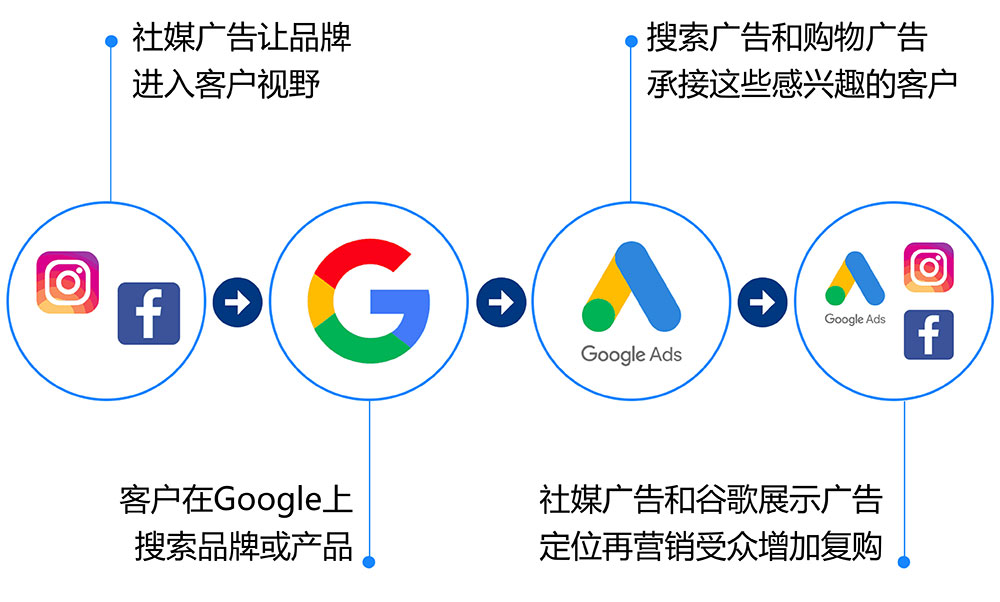 社媒广告让品牌
进入客户视野
搜索广告和购物广告
承接这些感兴趣的客户
Google Ads
Google Ads
客户在Google上
搜索品牌或产品
社媒广告和谷歌展示广告
定位再营销受众增加复购